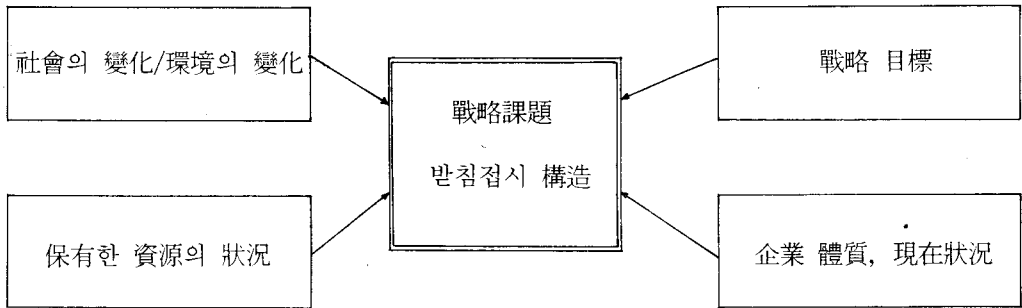 社會의 變化/環境의 變化
戰略 目標
戰略課題
받침접시 構造
保有한 資源의 狀況
企業 體質, 現在狀況